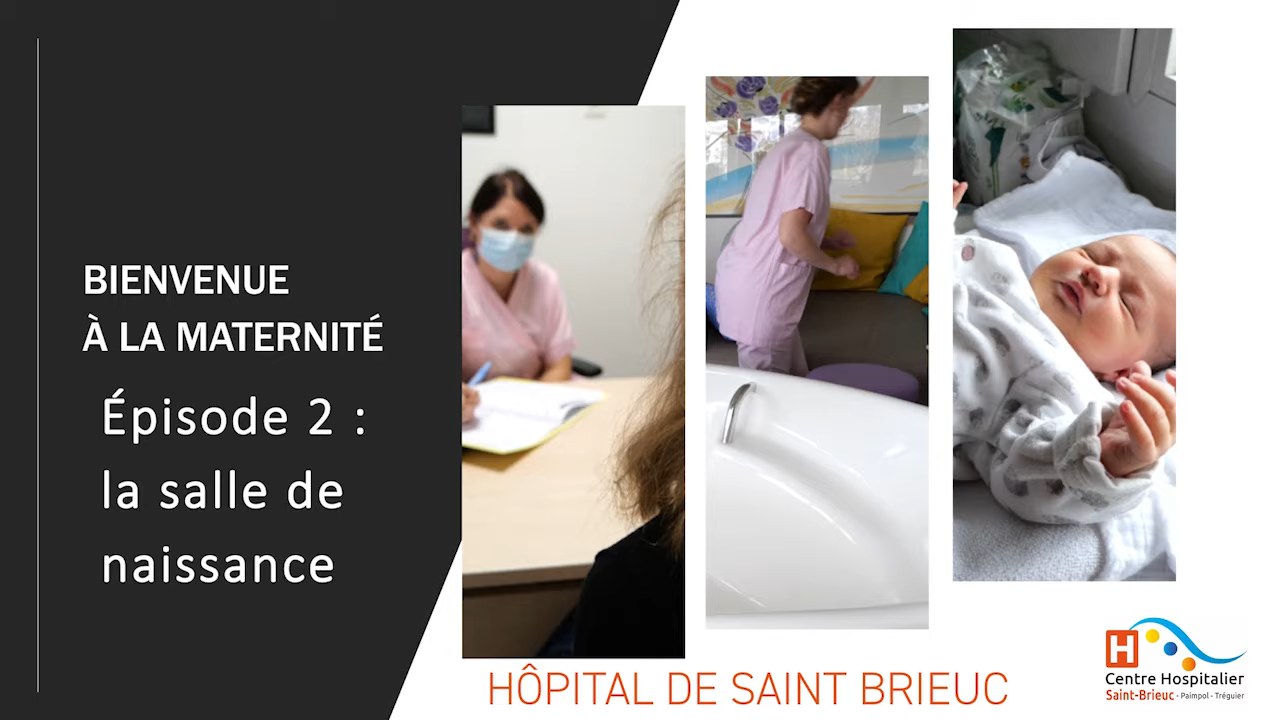 BIENVENUE
À LA MATERNITÉ
Épisode 2 :
la salle de
naissance
HÔPITAL DE SAINT BRIEUC
H
Centre Hospitalier
Saint-Brieuc - Paimpol - Tréguier